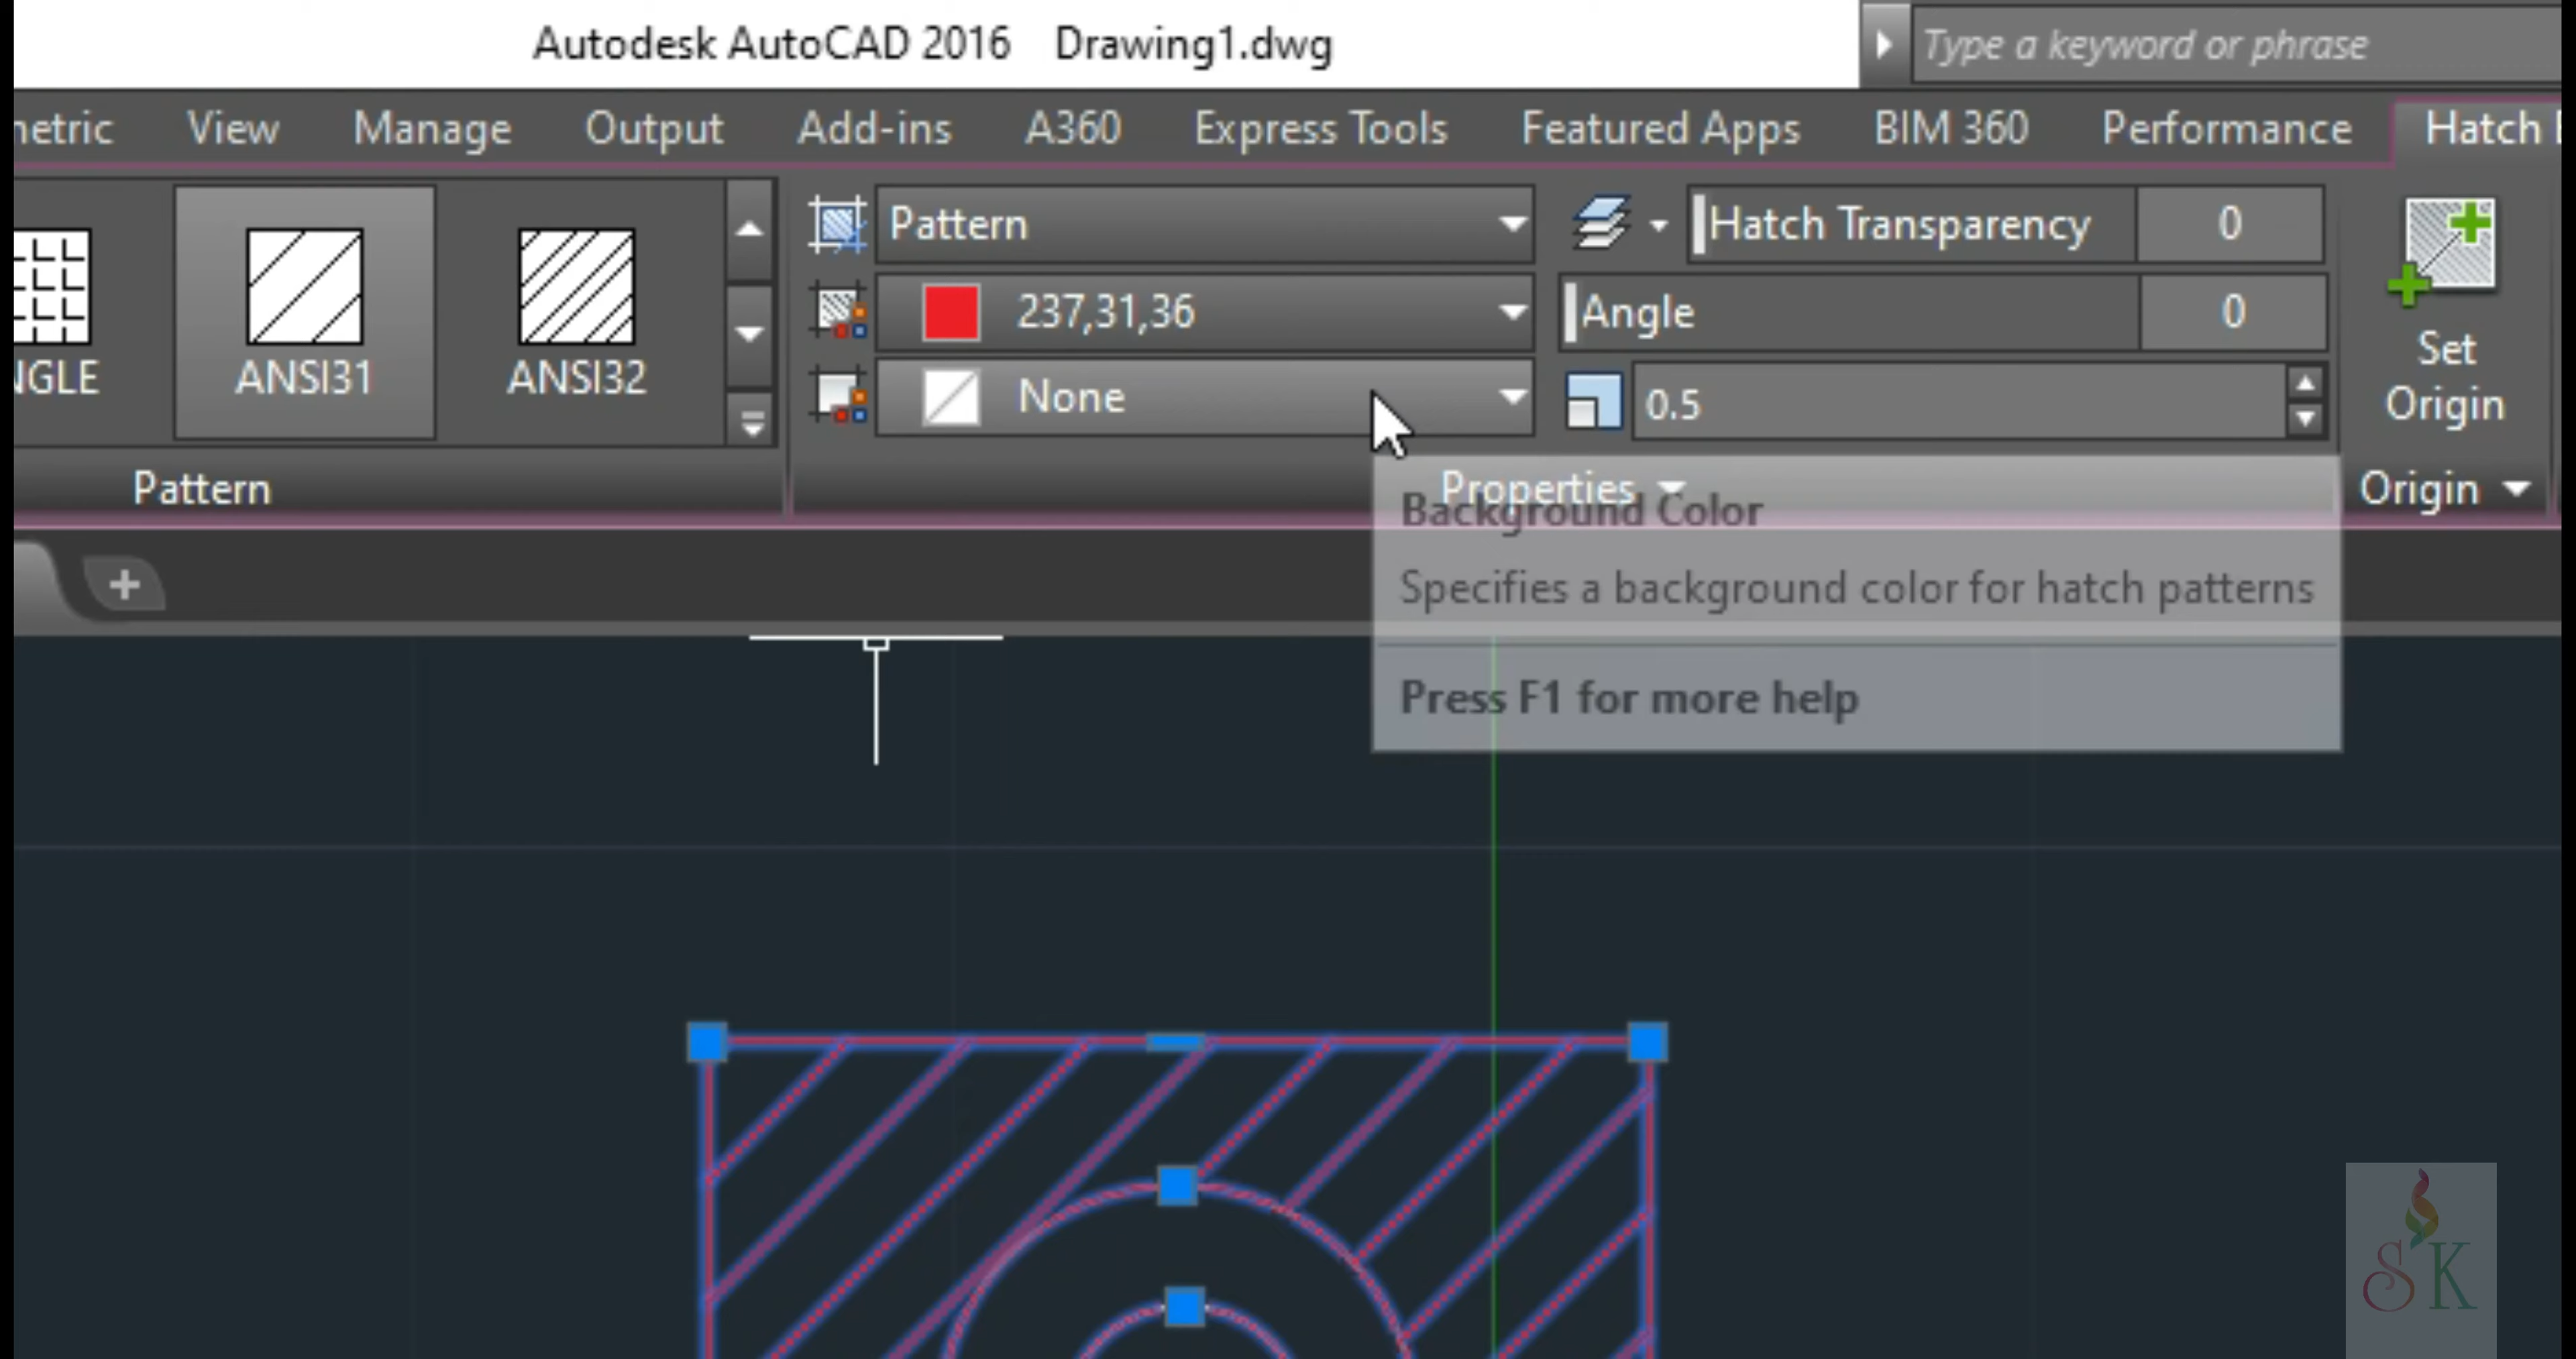 Autodesk AutoCAD 2016 Drawing1.dwg
Type a keyword or phrase
netric View Manage Output Add-ins A360 Express Tools Featured Apps BIM 360 Performance Hatch E
Pattern
Hatch Transparency 0
237,31,36
Angle 0
NGLE ANSI31 ANSI32
None
0.5
Set
Origin
Pattern
Properties
Origin
Background Color
Specifies a background color for hatch patterns
Press F1 for more help
SK